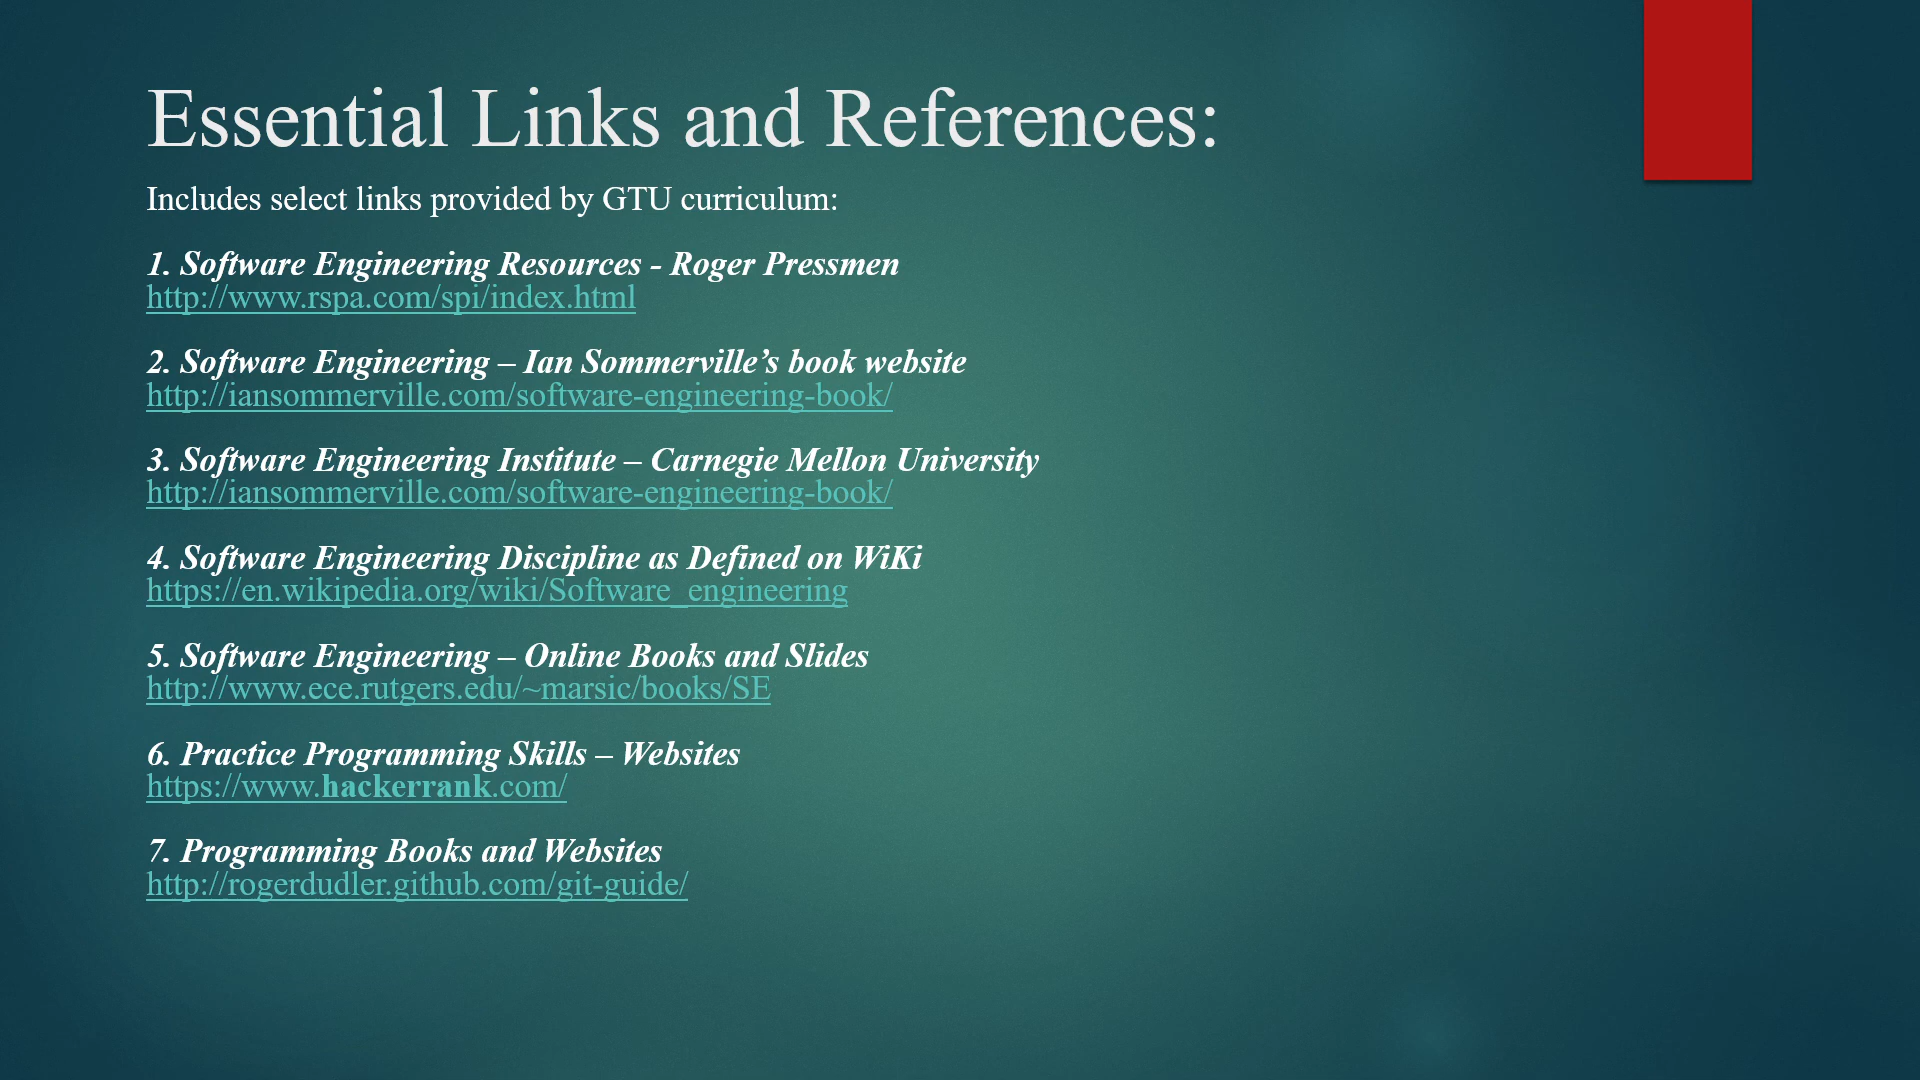 Essential Links and References:
Includes select links provided by GTU curriculum:
1. Software Engineering Resources - Roger Pressmen
http://www.rspa.com/spi/index.html
2. Software Engineering – Ian Sommerville’s book website
http://iansommerville.com/software-engineering-book/
3. Software Engineering Institute – Carnegie Mellon University
http://iansommerville.com/software-engineering-book/
4. Software Engineering Discipline as Defined on WiKi
https://en.wikipedia.org/wiki/Software_engineering
5. Software Engineering – Online Books and Slides
http://www.ece.rutgers.edu/~marsic/books/SE
6. Practice Programming Skills – Websites
https://www.hackerrank.com/
7. Programming Books and Websites
http://rogerdudler.github.com/git-guide/